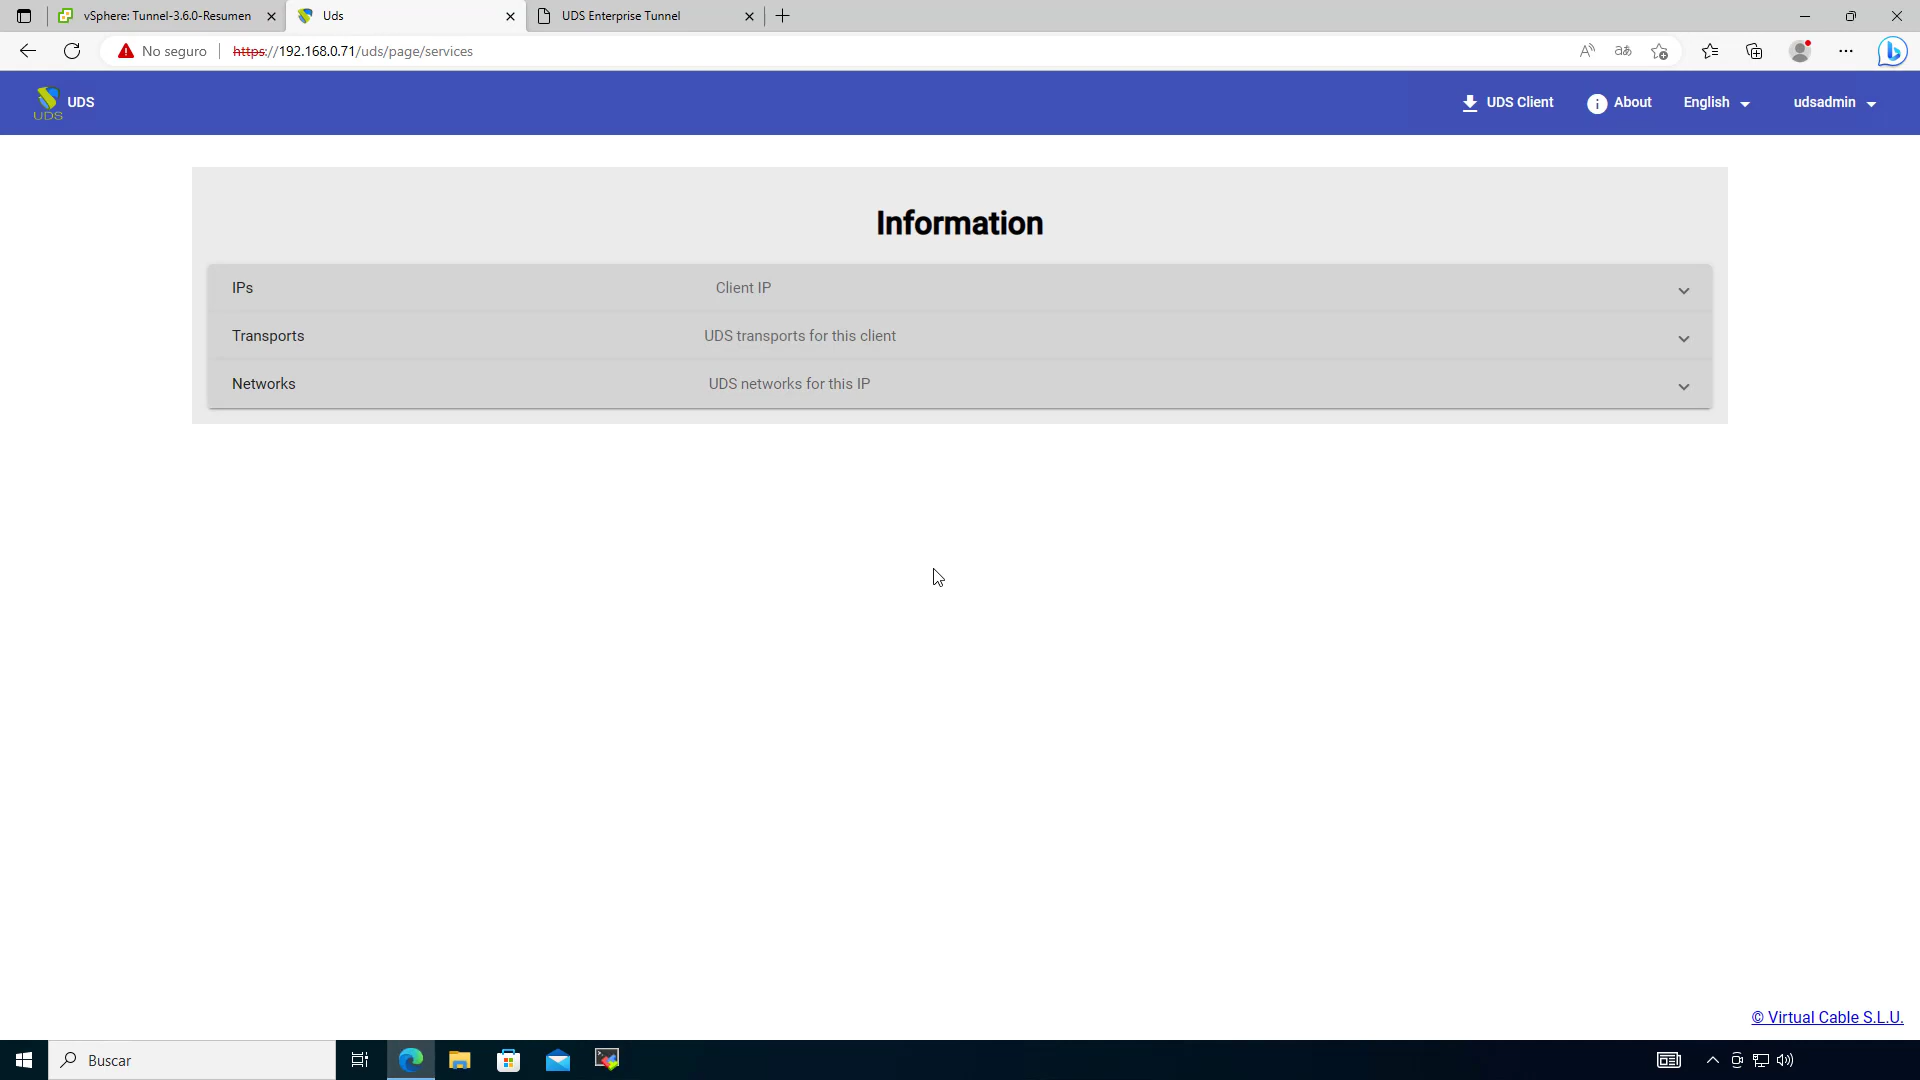 vSphere: Tunnel-3.6.0-Resumen
Uds
UDS Enterprise Tunnel
No seguro
https://192.168.0.71/uds/page/services
UDS
UDS
UDS Client
About
English
udsadmin
Information
IPs
Client IP
Transports
UDS transports for this client
Networks
UDS networks for this IP
© Virtual Cable S.L.U.
Buscar